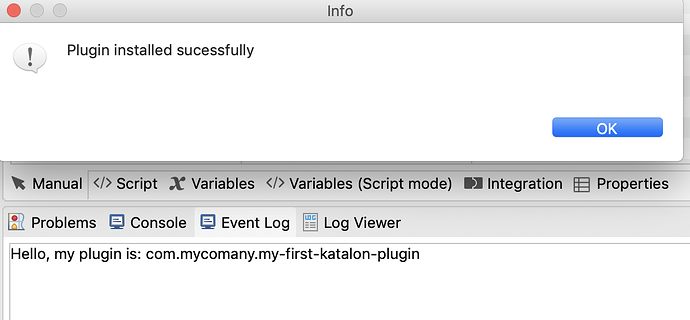 Info
Plugin installed sucessfully
OK
Manual </> Script Variables </> Variables (Script mode) Integration Properties
Problems Console Event Log Log Viewer
Hello, my plugin is: com.mycomany.my-first-katalon-plugin